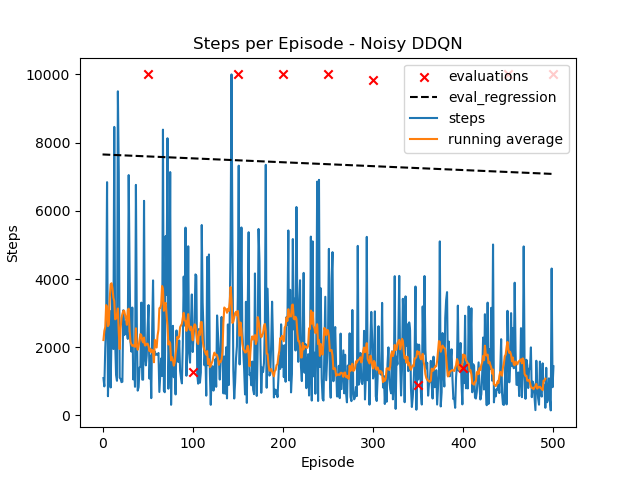 Steps per Episode - Noisy DDQN
10000
8000
6000
4000
2000
0
Steps
evaluations
eval_regression
steps
running average
0 100 200 300 400 500
Episode